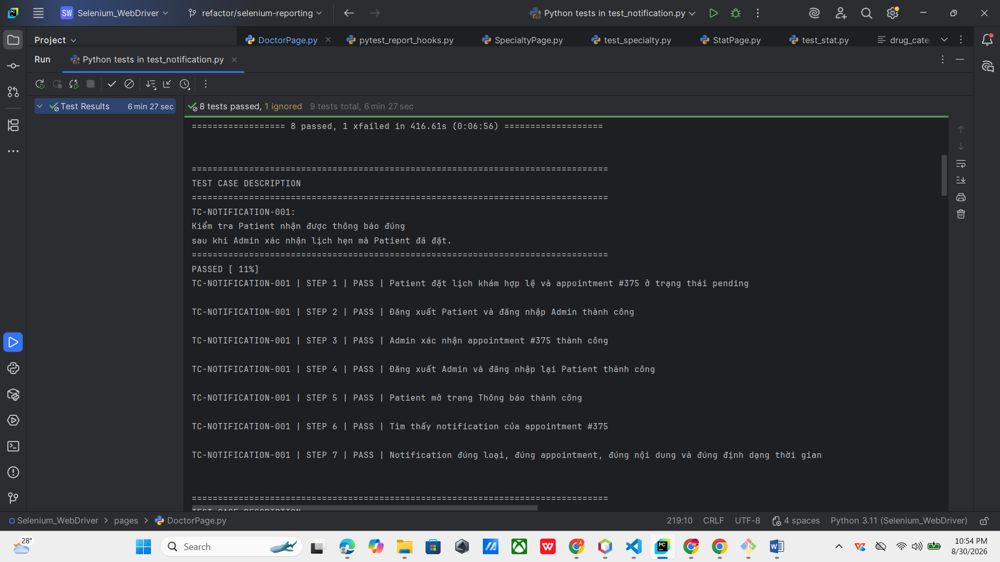 SW Selenium_WebDriver refactor/selenium-reporting Python tests in test_notification.py
Project DoctorPage.py pytest_report_hooks.py SpecialtyPage.py test_specialty.py StatPage.py test_stat.py drug_cate
Run Python tests in test_notification.py
Test Results 6 min 27 sec 8 tests passed, 1 ignored 9 tests total, 6 min 27 sec
================== 8 passed, 1 xfailed in 416.61s (0:06:56) ===================
================================================================================
TEST CASE DESCRIPTION
================================================================================
TC-NOTIFICATION-001:
Kiểm tra Patient nhận được thông báo đúng
sau khi Admin xác nhận lịch hẹn mà Patient đã đặt.
================================================================================
PASSED [ 11%]
TC-NOTIFICATION-001 | STEP 1 | PASS | Patient đặt lịch khám hợp lệ và appointment #375 ở trạng thái pending
TC-NOTIFICATION-001 | STEP 2 | PASS | Đăng xuất Patient và đăng nhập Admin thành công
TC-NOTIFICATION-001 | STEP 3 | PASS | Admin xác nhận appointment #375 thành công
TC-NOTIFICATION-001 | STEP 4 | PASS | Đăng xuất Admin và đăng nhập lại Patient thành công
TC-NOTIFICATION-001 | STEP 5 | PASS | Patient mở trang Thông báo thành công
TC-NOTIFICATION-001 | STEP 6 | PASS | Tìm thấy notification của appointment #375
TC-NOTIFICATION-001 | STEP 7 | PASS | Notification đúng loại, đúng appointment, đúng nội dung và đúng định dạng thời gian
================================================================================
TEST CASE DESCRIPTION
Selenium_WebDriver > pages > DoctorPage.py 219:10 CRLF UTF-8 4 spaces Python 3.11 (Selenium_WebDriver)
28° Search 10:54 PM
8/30/2026